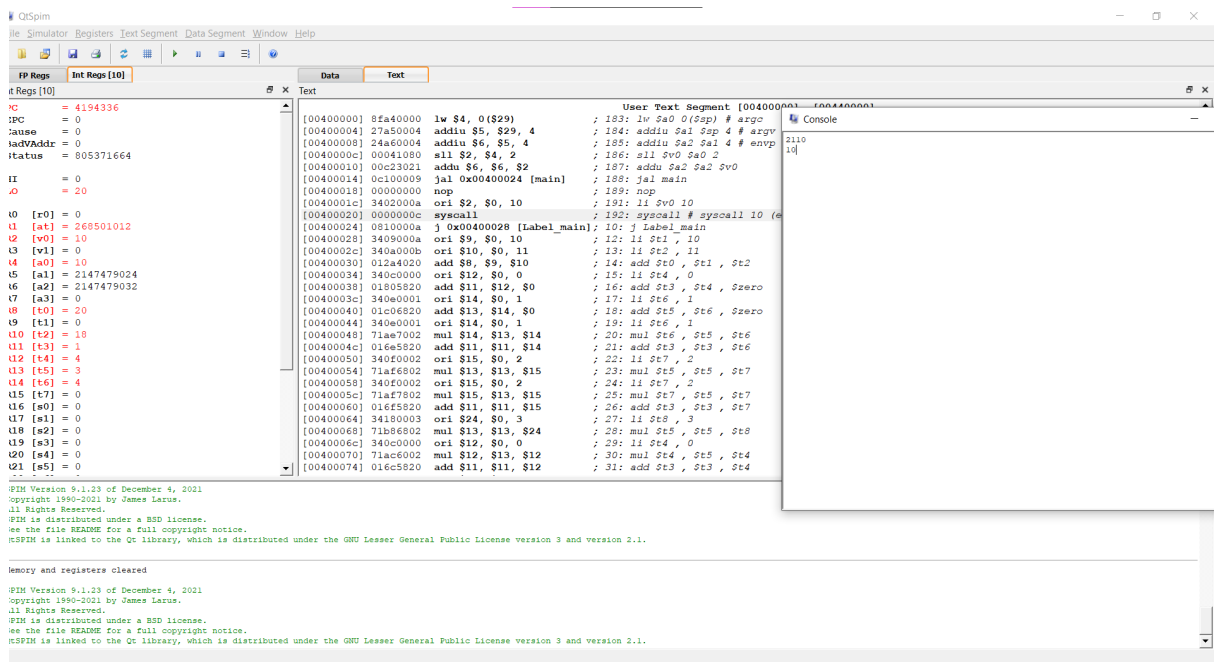 QtSpim
ile Simulator Registers Text Segment Data Segment Window Help
FP Regs Int Regs [10]
nt Regs [10]
PC = 4194336
EPC = 0
Cause = 0
BadVAddr = 0
Status = 805371664
HI = 0
LO = 20
R0 [r0] = 0
R1 [at] = 268501012
R2 [v0] = 10
R3 [v1] = 0
R4 [a0] = 10
R5 [a1] = 2147479024
R6 [a2] = 2147479032
R7 [a3] = 0
R8 [t0] = 20
R9 [t1] = 0
R10 [t2] = 18
R11 [t3] = 1
R12 [t4] = 4
R13 [t5] = 3
R14 [t6] = 4
R15 [t7] = 0
R16 [s0] = 0
R17 [s1] = 0
R18 [s2] = 0
R19 [s3] = 0
R20 [s4] = 0
R21 [s5] = 0
Data Text
Text
User Text Segment [00400000]..[00440000]
[00400000] 8fa40000 lw $4, 0($29) ; 183: lw $a0 0($sp) # argc
[00400004] 27a50004 addiu $5, $29, 4 ; 184: addiu $a1 $sp 4 # argv
[00400008] 24a60004 addiu $6, $5, 4 ; 185: addiu $a2 $a1 4 # envp
[0040000c] 00041080 sll $2, $4, 2 ; 186: sll $v0 $a0 2
[00400010] 00c23021 addu $6, $6, $2 ; 187: addu $a2 $a2 $v0
[00400014] 0c100009 jal 0x00400024 [main] ; 188: jal main
[00400018] 00000000 nop ; 189: nop
[0040001c] 3402000a ori $2, $0, 10 ; 191: li $v0 10
[00400020] 0000000c syscall ; 192: syscall # syscall 10 (e
[00400024] 0810000a j 0x00400028 [Label_main]; 10: j Label_main
[00400028] 3409000a ori $9, $0, 10 ; 12: li $t1 , 10
[0040002c] 340a000b ori $10, $0, 11 ; 13: li $t2 , 11
[00400030] 012a4020 add $8, $9, $10 ; 14: add $t0 , $t1 , $t2
[00400034] 340c0000 ori $12, $0, 0 ; 15: li $t4 , 0
[00400038] 01805820 add $11, $12, $0 ; 16: add $t3 , $t4 , $zero
[0040003c] 340e0001 ori $14, $0, 1 ; 17: li $t6 , 1
[00400040] 01c06820 add $13, $14, $0 ; 18: add $t5 , $t6 , $zero
[00400044] 340e0001 ori $14, $0, 1 ; 19: li $t6 , 1
[00400048] 71ae7002 mul $14, $13, $14 ; 20: mul $t6 , $t5 , $t6
[0040004c] 016e5820 add $11, $11, $14 ; 21: add $t3 , $t3 , $t6
[00400050] 340f0002 ori $15, $0, 2 ; 22: li $t7 , 2
[00400054] 71af6802 mul $13, $13, $15 ; 23: mul $t5 , $t5 , $t7
[00400058] 340f0002 ori $15, $0, 2 ; 24: li $t7 , 2
[0040005c] 71af7802 mul $15, $13, $15 ; 25: mul $t7 , $t5 , $t7
[00400060] 016f5820 add $11, $11, $15 ; 26: add $t3 , $t3 , $t7
[00400064] 34180003 ori $24, $0, 3 ; 27: li $t8 , 3
[00400068] 71b86802 mul $13, $13, $24 ; 28: mul $t5 , $t5 , $t8
[0040006c] 340c0000 ori $12, $0, 0 ; 29: li $t4 , 0
[00400070] 71ac6002 mul $12, $13, $12 ; 30: mul $t4 , $t5 , $t4
[00400074] 016c5820 add $11, $11, $12 ; 31: add $t3 , $t3 , $t4
Console
2110
10
SPIM Version 9.1.23 of December 4, 2021
Copyright 1990-2021 by James Larus.
All Rights Reserved.
SPIM is distributed under a BSD license.
See the file README for a full copyright notice.
QtSPIM is linked to the Qt library, which is distributed under the GNU Lesser General Public License version 3 and version 2.1.
Memory and registers cleared
SPIM Version 9.1.23 of December 4, 2021
Copyright 1990-2021 by James Larus.
All Rights Reserved.
SPIM is distributed under a BSD license.
See the file README for a full copyright notice.
QtSPIM is linked to the Qt library, which is distributed under the GNU Lesser General Public License version 3 and version 2.1.